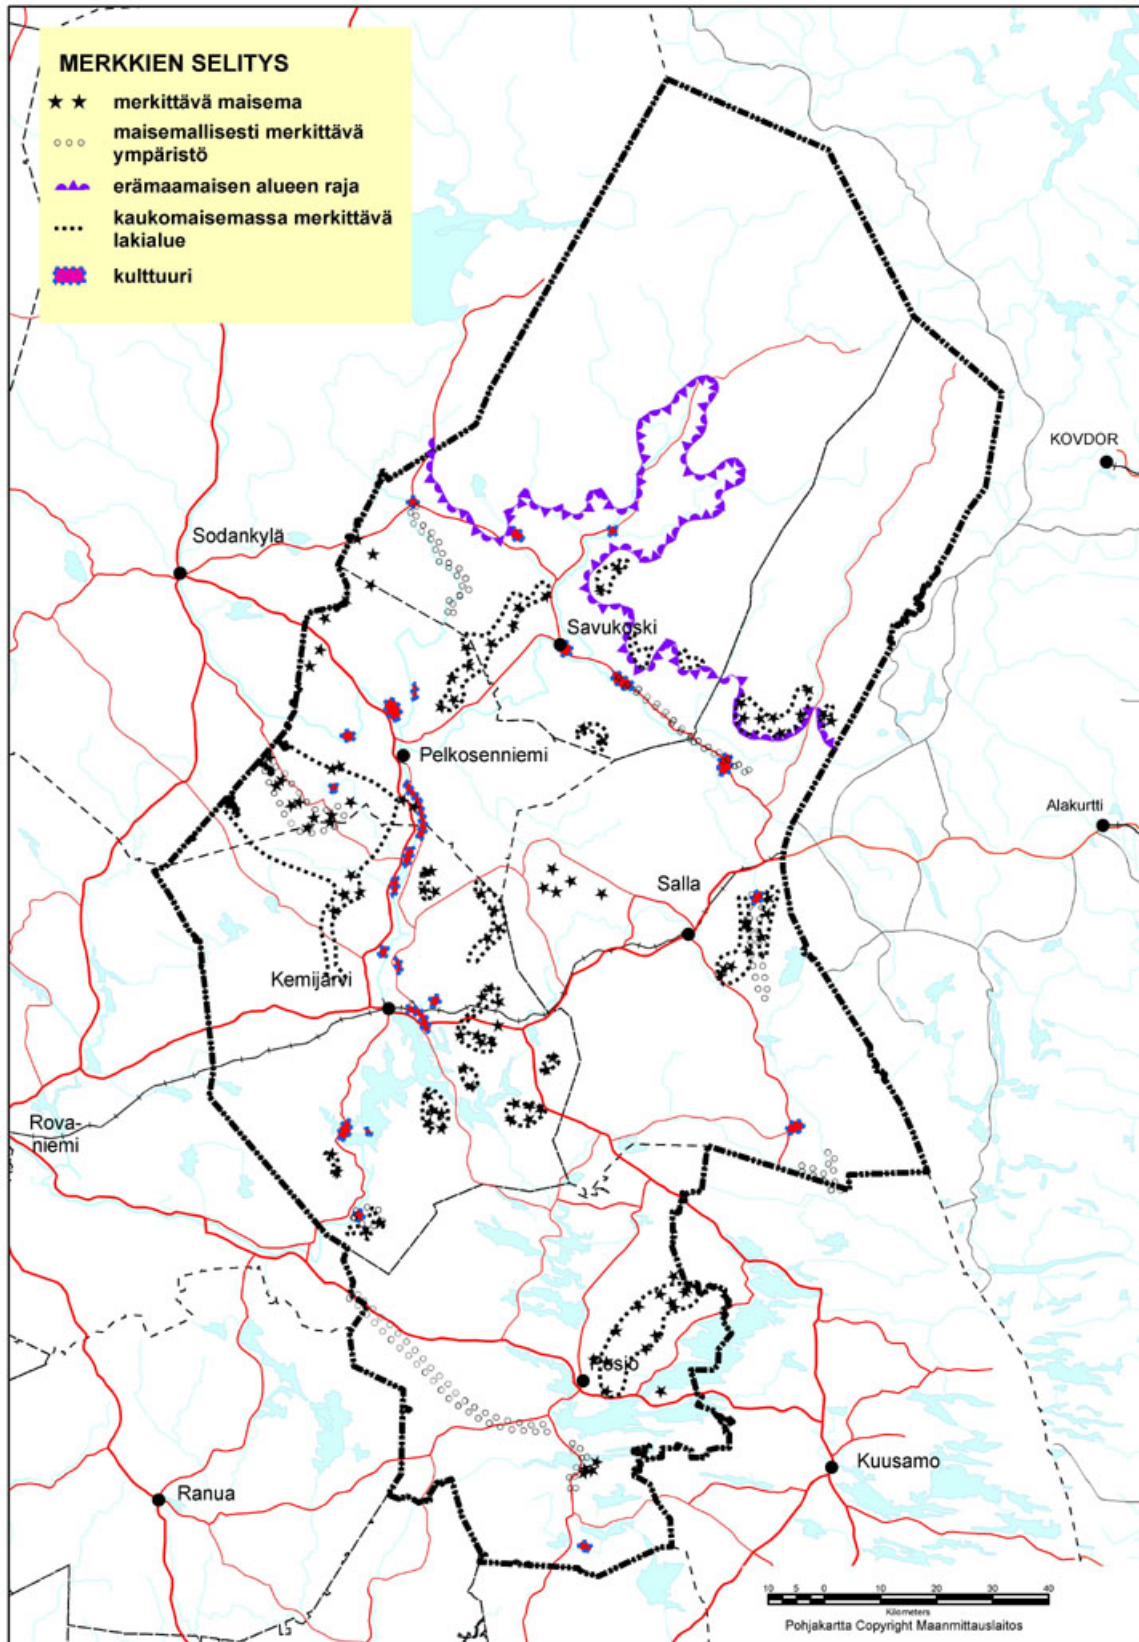 MERKKIEN SELITYS
merkittävä maisema
maisemallisesti merkittävä
ympäristö
erämaamaisen alueen raja
kaukomaisemassa merkittävä
lakialue
kulttuuri
KOVDOR
Sodankylä
Savukoski
Pelkosenniemi
Alakurtti
Salla
Kemijärvi
Rova-
niemi
Posio
Kuusamo
Ranua
10 5 0 10 20 30 40
Kilometers
Pohjakartta Copyright Maanmittauslaitos